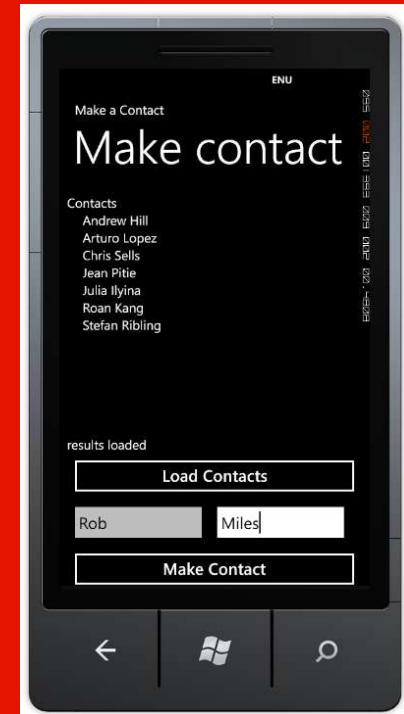 ENU
Make a Contact
Make contact
Contacts
Andrew Hill
Arturo Lopez
Chris Sells
Jean Pitie
Julia Ilyina
Roan Kang
Stefan Ribling
results loaded
Load Contacts
Rob
Miles
Make Contact